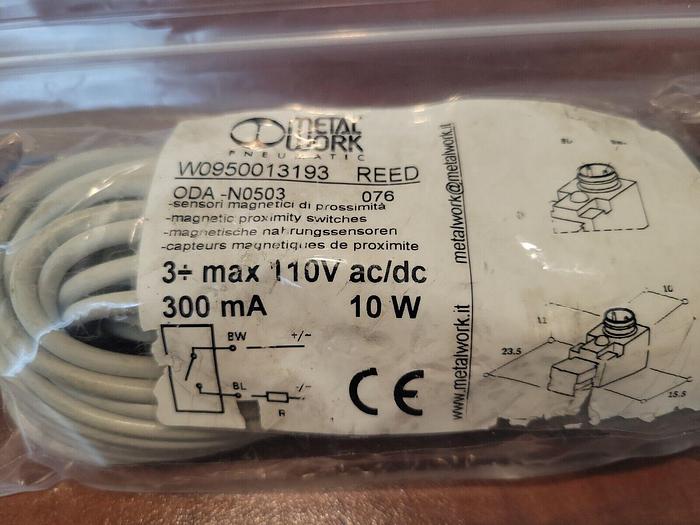 METAL
WORK
PNEUMATIC
W0950013193 REED
ODA-N0503 076
-sensori magnetici di prossimità
-magnetic proximity switches
-magnetische nahrungssensoren
-capteurs magnetiques de proximite
3÷ max 110V ac/dc
300 mA 10 W
BW +/~
BL -/~
R
CE
www.metalwork.it metalwork@metalwork.it
10
11
23.5
15.5